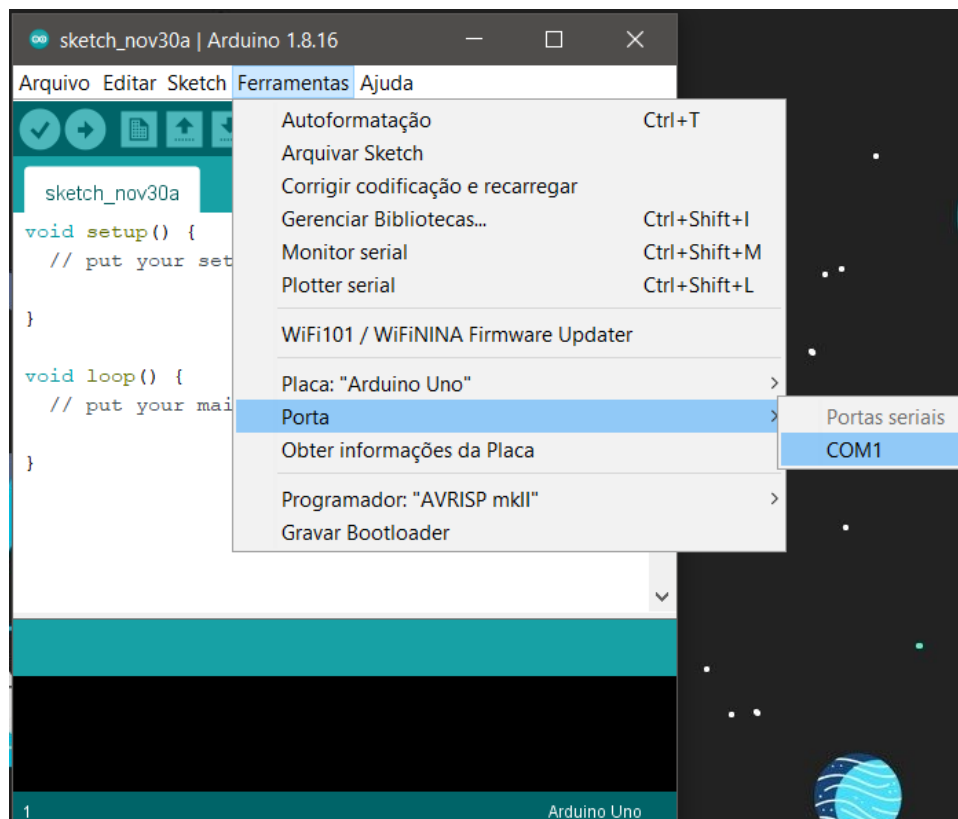 sketch_nov30a | Arduino 1.8.16
Arquivo Editar Sketch Ferramentas Ajuda
Autoformatação Ctrl+T
Arquivar Sketch
Corrigir codificação e recarregar
Gerenciar Bibliotecas... Ctrl+Shift+I
Monitor serial Ctrl+Shift+M
Plotter serial Ctrl+Shift+L
WiFi101 / WiFiNINA Firmware Updater
Placa: "Arduino Uno"
Porta
Obter informações da Placa
Programador: "AVRISP mkII"
Gravar Bootloader
Portas seriais
COM1
sketch_nov30a
void setup() {
// put your set
}
void loop() {
// put your mai
}
1 Arduino Uno